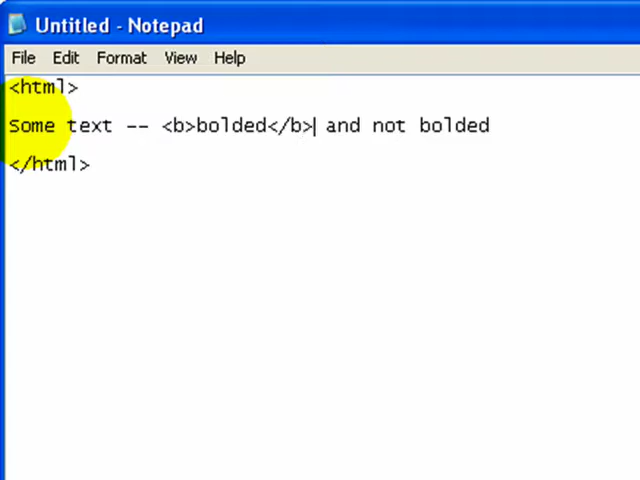 Untitled - Notepad
File Edit Format View Help
<html>
Some text -- <b>bolded</b> and not bolded
</html>